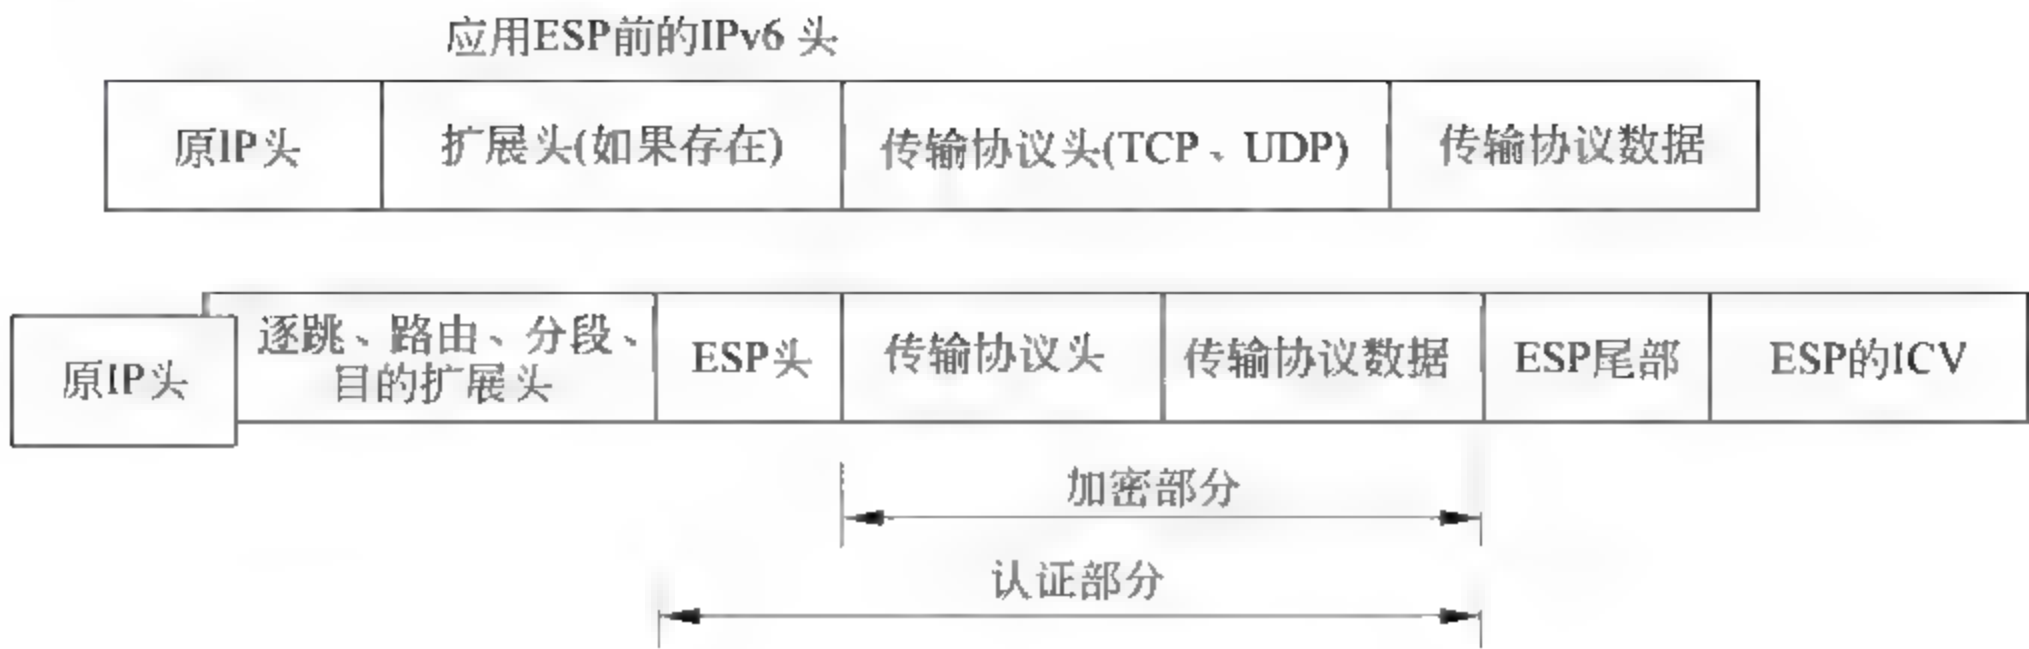 应用ESP前的IPv6 头
原IP头
扩展头(如果存在)
传输协议头(TCP、UDP)
传输协议数据
原IP头
逐跳、路由、分段、
目的扩展头
ESP头
传输协议头
传输协议数据
ESP尾部
ESP的ICV
加密部分
认证部分